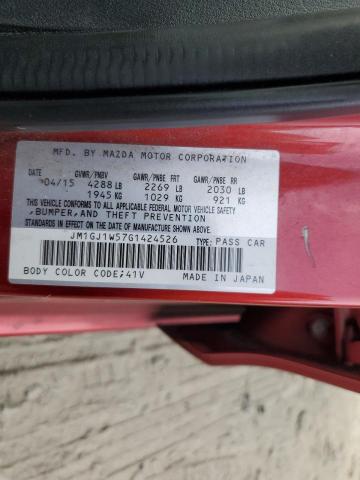 MFD. BY MAZDA MOTOR CORPORATION
DATE GVWR/PNBV GAWR/PNBE FRT GAWR/PNBE RR
04/15 4288 LB 2269 LB 2030 LB
1945 KG 1029 KG 921 KG
THIS VEHICLE CONFORMS TO ALL APPLICABLE FEDERAL MOTOR VEHICLE SAFETY,
BUMPER, AND THEFT PREVENTION
STANDARDS IN EFFECT ON THE DATE OF MANUFACTURE SHOWN ABOVE.
JM1GJ1W57G1424526 TYPE: PASS CAR
BODY COLOR CODE: 41V MADE IN JAPAN